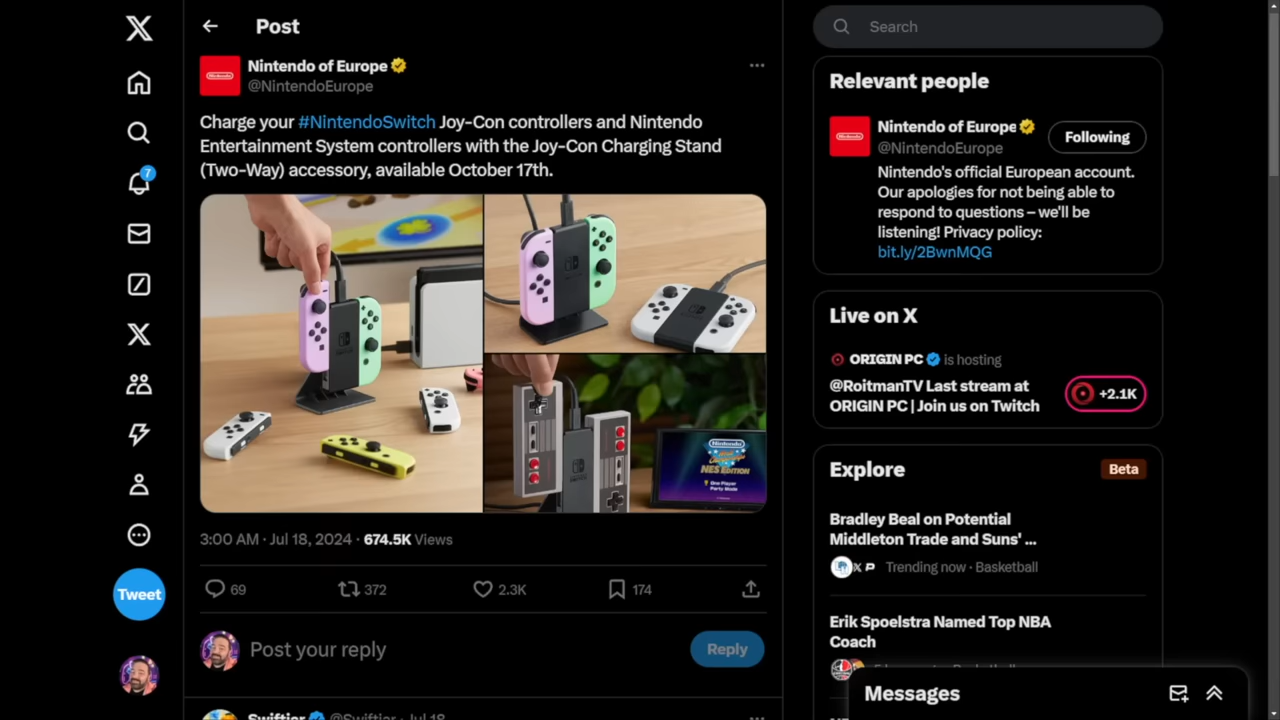 Post
Nintendo of Europe
@NintendoEurope
Charge your #NintendoSwitch Joy-Con controllers and Nintendo
Entertainment System controllers with the Joy-Con Charging Stand
(Two-Way) accessory, available October 17th.
Nintendo
NES EDITION
3:00 AM · Jul 18, 2024 · 674.5K Views
69
372
2.3K
174
Post your reply
Reply
Swiftier @Swiftier · Jul 18
7
Tweet
Search
Relevant people
Nintendo of Europe
@NintendoEurope
Following
Nintendo's official European account.
Our apologies for not being able to
respond to questions – we'll be
listening! Privacy policy:
bit.ly/2BwnMQG
Live on X
ORIGIN PC is hosting
@RoitmanTV Last stream at
ORIGIN PC | Join us on Twitch
+2.1K
Explore
Beta
Bradley Beal on Potential
Middleton Trade and Suns' ...
Trending now · Basketball
Erik Spoelstra Named Top NBA
Coach
Messages